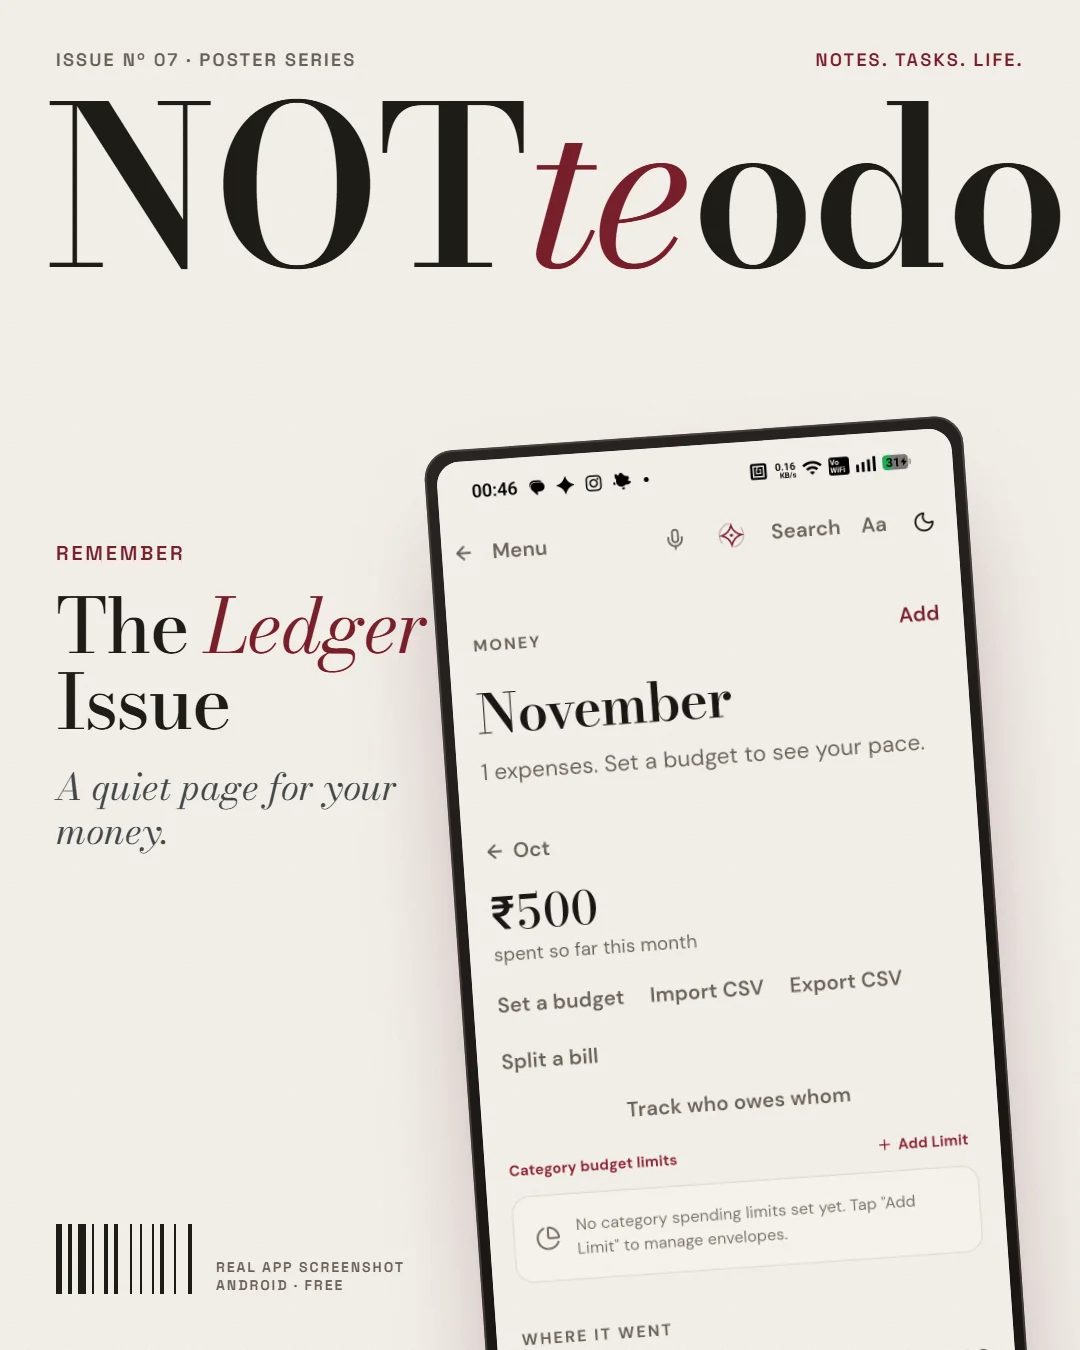 ISSUE Nº 07 · POSTER SERIES
NOTES. TASKS. LIFE.
NOTteodo
REMEMBER
The Ledger
Issue
A quiet page for your
money.
00:46
0.16
KB/s
Vo
WiFi
31
Menu
Search Aa
Add
MONEY
November
1 expenses. Set a budget to see your pace.
← Oct
₹500
spent so far this month
Set a budget Import CSV Export CSV
Split a bill
Track who owes whom
Category budget limits
+ Add Limit
No category spending limits set yet. Tap "Add
Limit" to manage envelopes.
WHERE IT WENT
REAL APP SCREENSHOT
ANDROID · FREE